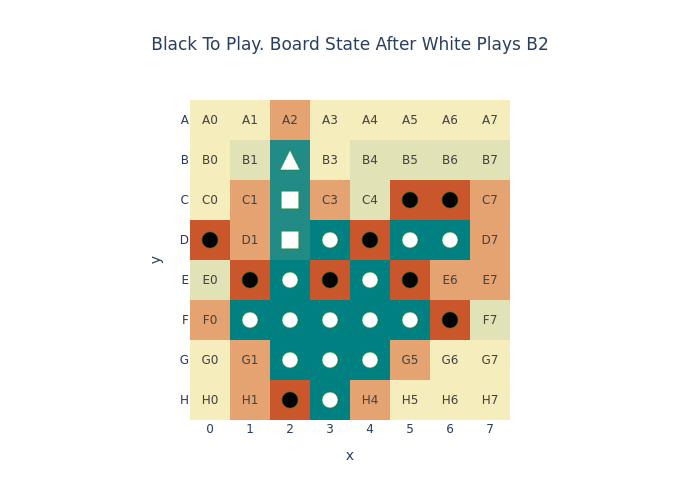 Black To Play. Board State After White Plays B2
A A0 A1 A2 A3 A4 A5 A6 A7
B B0 B1 B3 B4 B5 B6 B7
C C0 C1 C3 C4 C7
D D1 D7
y
E E0 E6 E7
F F0 F7
G G0 G1 G5 G6 G7
H H0 H1 H4 H5 H6 H7
0 1 2 3 4 5 6 7
x